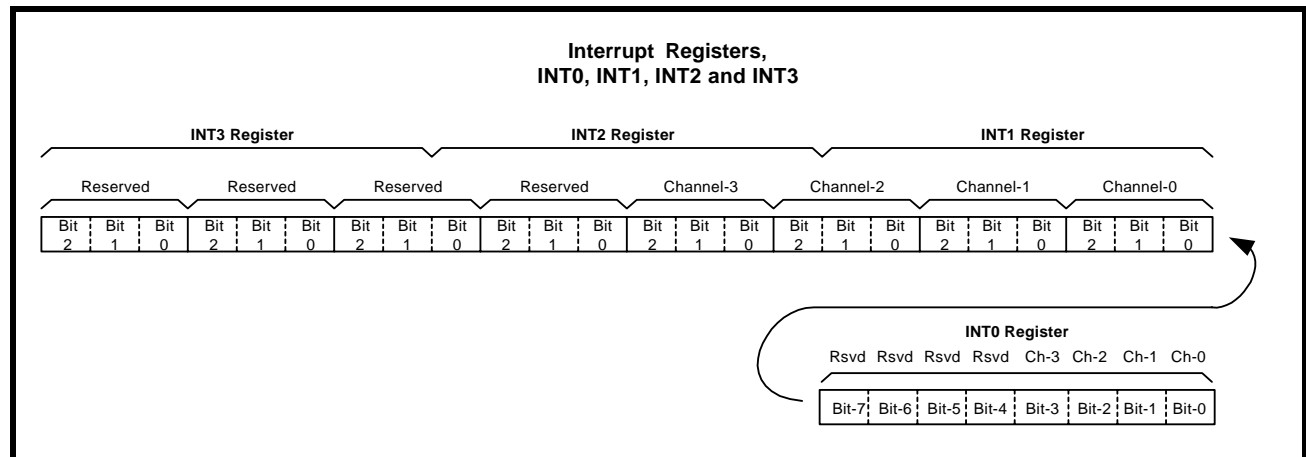 Interrupt Registers,
INT0, INT1, INT2 and INT3
INT3 Register INT2 Register INT1 Register
Reserved Reserved Reserved Reserved Channel-3 Channel-2 Channel-1 Channel-0
Bit Bit Bit Bit Bit Bit Bit Bit Bit Bit Bit Bit Bit Bit Bit Bit Bit Bit Bit Bit Bit Bit Bit Bit
2 1 0 2 1 0 2 1 0 2 1 0 2 1 0 2 1 0 2 1 0 2 1 0
INT0 Register
Rsvd Rsvd Rsvd Rsvd Ch-3 Ch-2 Ch-1 Ch-0
Bit-7 Bit-6 Bit-5 Bit-4 Bit-3 Bit-2 Bit-1 Bit-0